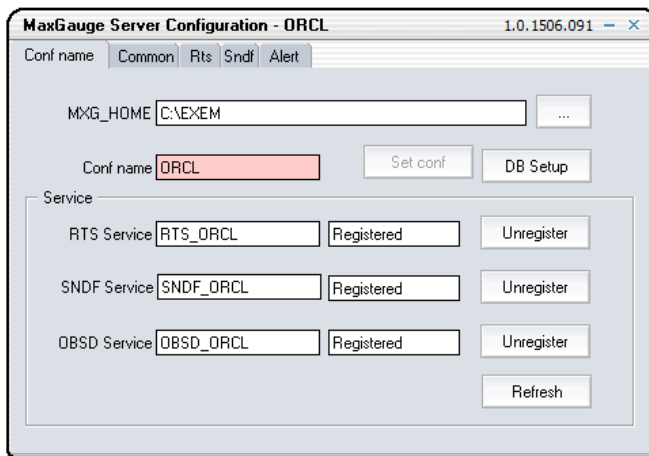 MaxGauge Server Configuration - ORCL 1.0.1506.091
Conf name Common Rts Sndf Alert
MXG_HOME C:\EXEM ...
Conf name ORCL Set conf DB Setup
Service
RTS Service RTS_ORCL Registered Unregister
SNDF Service SNDF_ORCL Registered Unregister
OBSD Service OBSD_ORCL Registered Unregister
Refresh